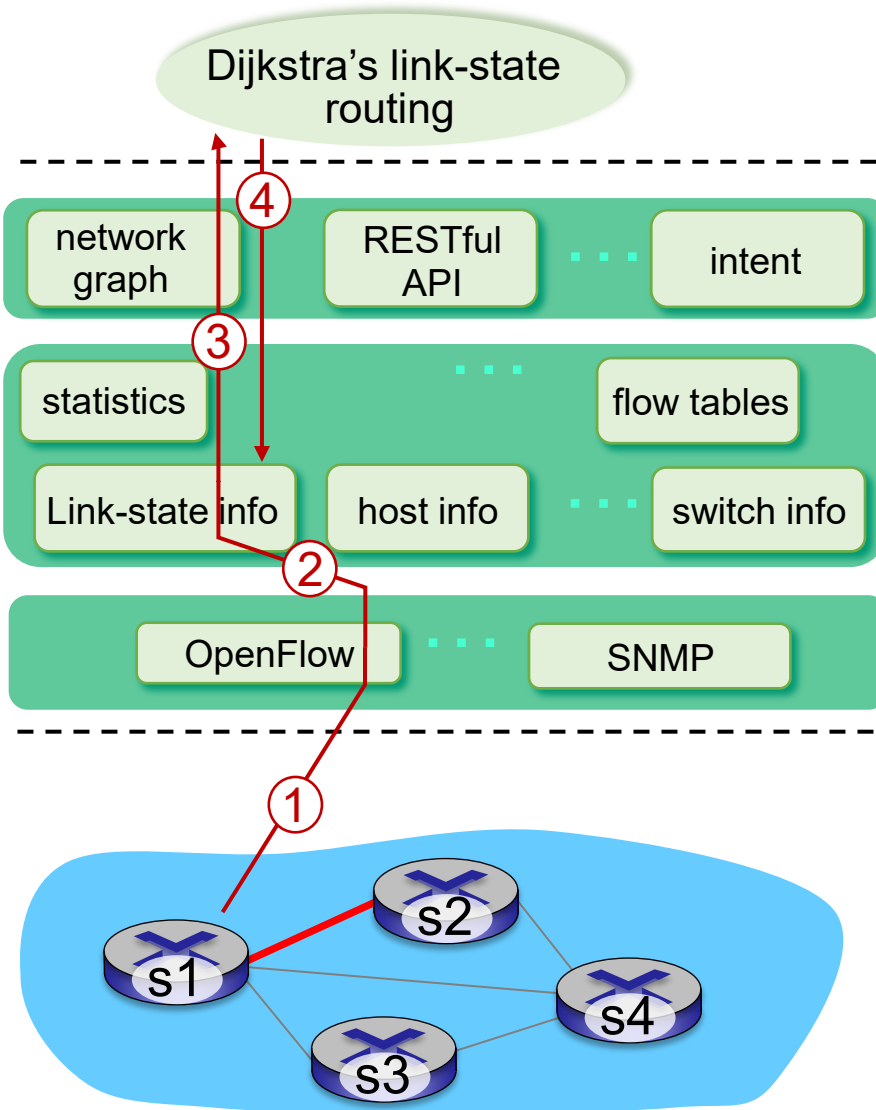 Dijkstra's link-state
routing
4
network
graph
RESTful
API
intent
3
statistics
flow tables
Link-state info
host info
switch info
2
OpenFlow
SNMP
1
s2
s1
s4
s3